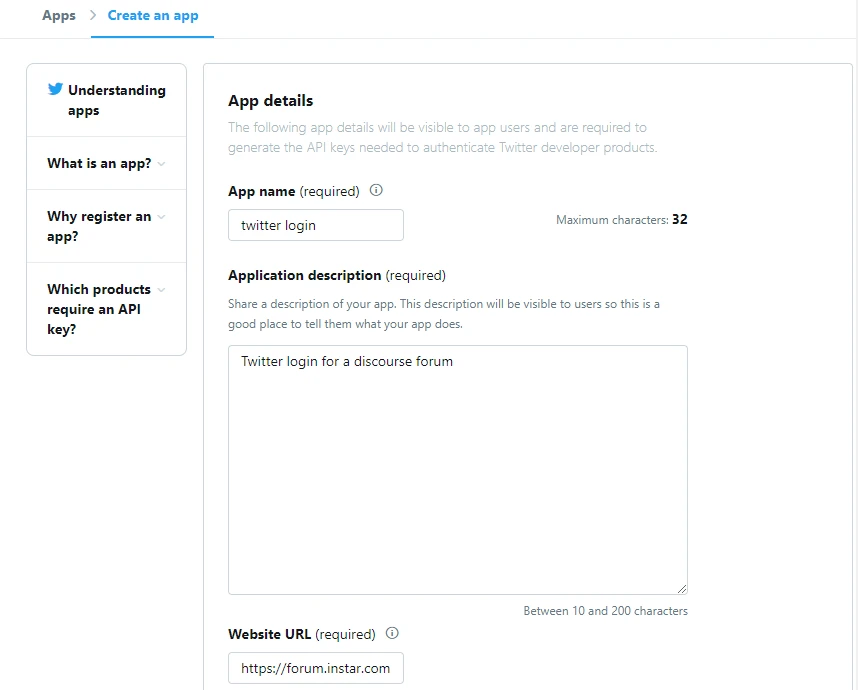 Apps > Create an app
Understanding
apps
What is an app?
Why register an
app?
Which products
require an API
key?
App details
The following app details will be visible to app users and are required to
generate the API keys needed to authenticate Twitter developer products.
App name (required)
twitter login
Maximum characters: 32
Application description (required)
Share a description of your app. This description will be visible to users so this is a
good place to tell them what your app does.
Twitter login for a discourse forum
Between 10 and 200 characters
Website URL (required)
https://forum.instar.com